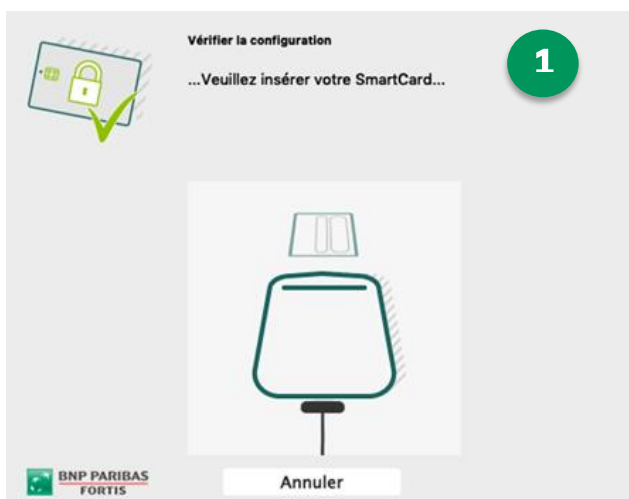 Vérifier la configuration
...Veuillez insérer votre SmartCard...
1
BNP PARIBAS
FORTIS
Annuler